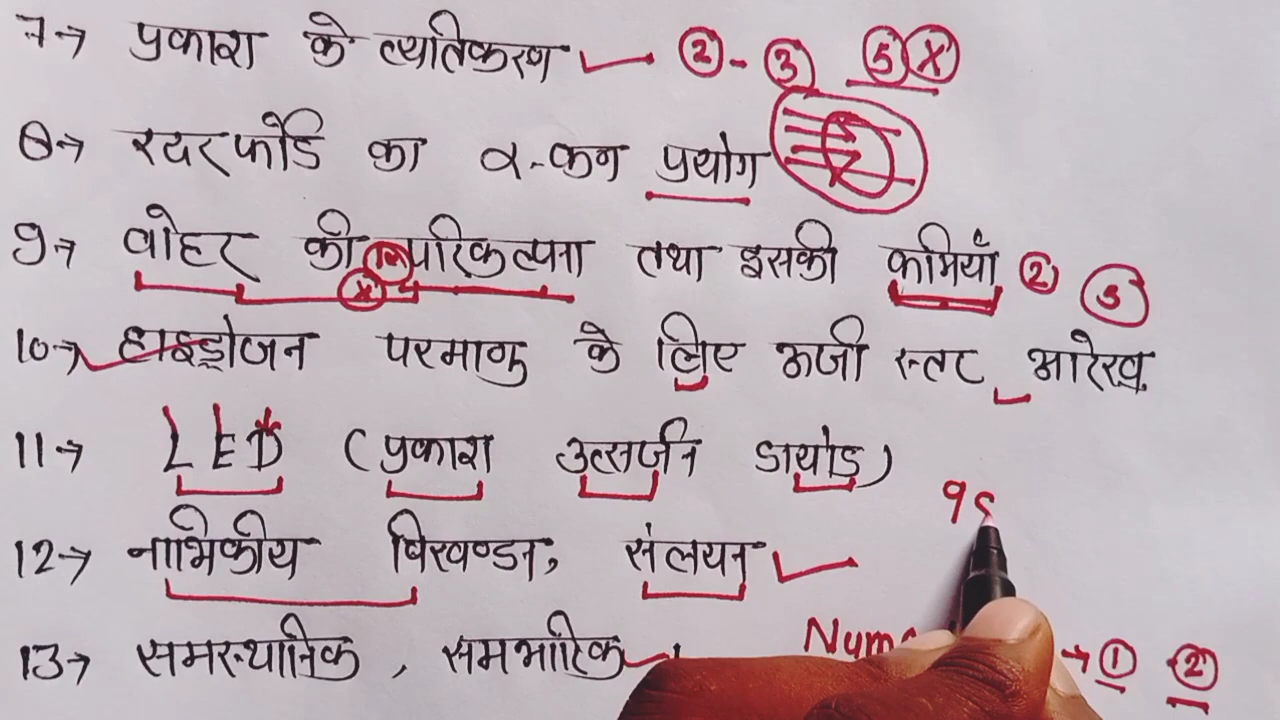 7→ प्रकाश के व्यतिकरण ② - ③ ⑤ Ⓧ
8→ रदरफोर्ड का α-कण प्रयोग
9→ बोहर की परिकल्पना तथा इसकी कमियाँ ② ③
10→ हाइड्रोजन परमाणु के लिए ऊर्जा स्तर आरेख
11→ LED (प्रकाश उत्सर्जन डायोड)
12→ नाभिकीय विखण्डन, संलयन
13→ समस्थानिक, समभारिक → ① ②